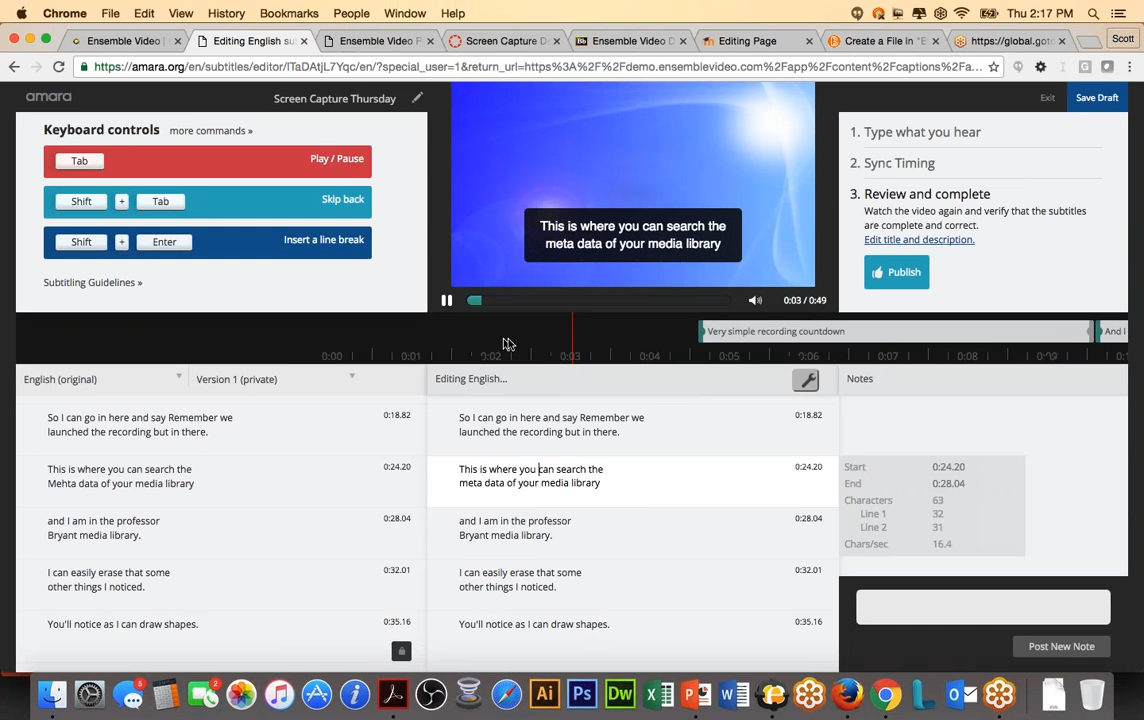 Chrome File Edit View History Bookmarks People Window Help Thu 2:17 PM
Ensemble Video | Editing English su Ensemble Video P Screen Capture D Ensemble Video D Editing Page Create a File in "E https://global.goto Scott
https://amara.org/en/subtitles/editor/lTaDAtjL7Yqc/en/?special_user=1&return_url=https%3A%2F%2Fdemo.ensemblevideo.com%2Fapp%2Fcontent%2Fcaptions%2Fa...
amara Screen Capture Thursday Exit Save Draft
Keyboard controls more commands »
Tab Play / Pause
Shift + Tab Skip back
Shift + Enter Insert a line break
Subtitling Guidelines »
This is where you can search the
meta data of your media library
0:03 / 0:49
1. Type what you hear
2. Sync Timing
3. Review and complete
Watch the video again and verify that the subtitles
are complete and correct.
Edit title and description.
Publish
Very simple recording countdown And I
0:00 0:01 0:02 0:03 0:04 0:05 0:06 0:07 0:08 0:09
English (original) Version 1 (private) Editing English... Notes
So I can go in here and say Remember we
launched the recording but in there.
0:18.82
This is where you can search the
Mehta data of your media library
0:24.20
and I am in the professor
Bryant media library.
0:28.04
I can easily erase that some
other things I noticed.
0:32.01
You'll notice as I can draw shapes.
0:35.16
So I can go in here and say Remember we
launched the recording but in there.
0:18.82
This is where you can search the
meta data of your media library
0:24.20
and I am in the professor
Bryant media library.
0:28.04
I can easily erase that some
other things I noticed.
0:32.01
You'll notice as I can draw shapes.
0:35.16
Start 0:24.20
End 0:28.04
Characters 63
Line 1 32
Line 2 31
Chars/sec 16.4
Post New Note
5 2 Ai Ps Dw